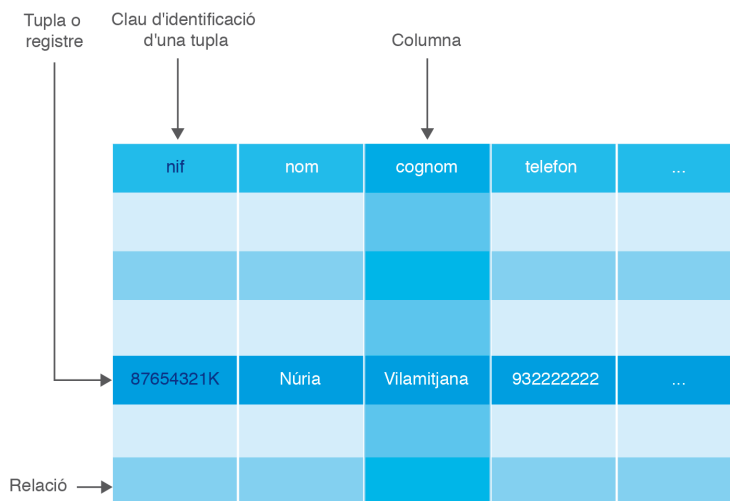 Tupla o
registre
Clau d'identificació
d'una tupla
Columna
nif nom cognom telefon ...
87654321K Núria Vilamitjana 932222222 ...
Relació